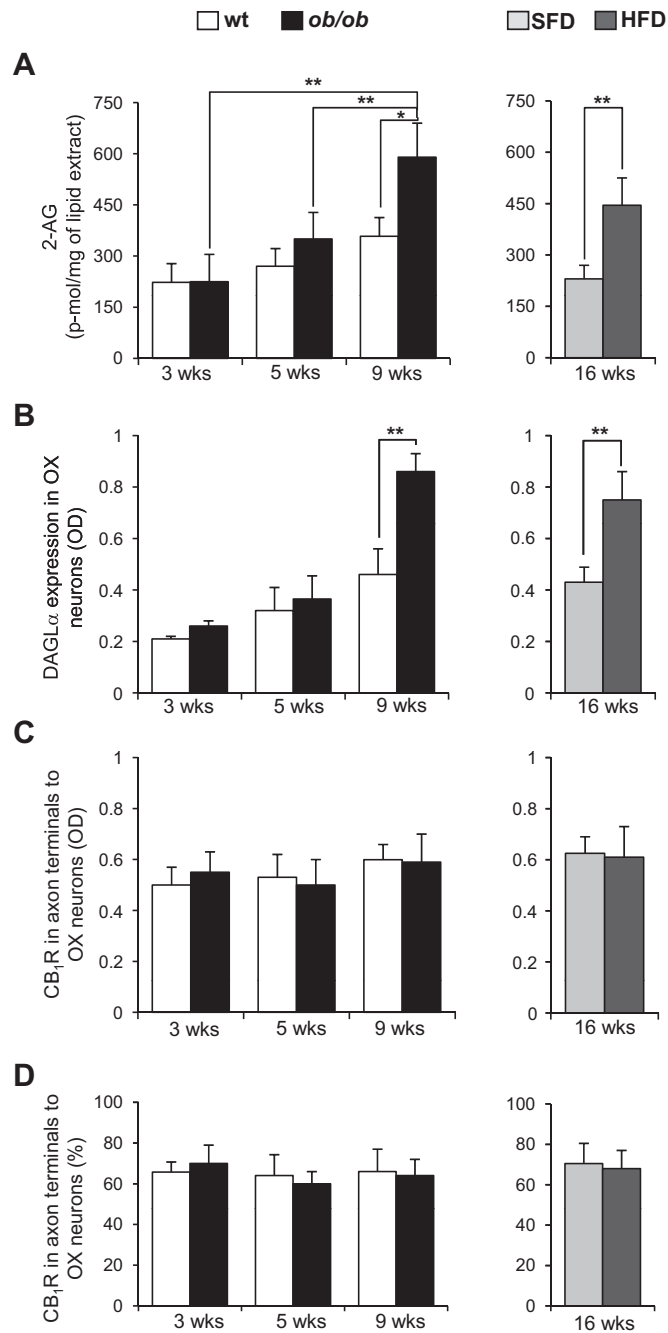 wt ob/ob SFD HFD
A
2-AG
(p-mol/mg of lipid extract)
750
600
450
300
150
0
**
**
*
3 wks 5 wks 9 wks
750
600
450
300
150
0
**
16 wks
B
DAGLα expression in OX
neurons (OD)
1
0.8
0.6
0.4
0.2
0
**
3 wks 5 wks 9 wks
1
0.8
0.6
0.4
0.2
0
**
16 wks
C
CB₁R in axon terminals to
OX neurons (OD)
1
0.8
0.6
0.4
0.2
0
3 wks 5 wks 9 wks
1
0.8
0.6
0.4
0.2
0
16 wks
D
CB₁R in axon terminals to
OX neurons (%)
100
80
60
40
20
0
3 wks 5 wks 9 wks
100
80
60
40
20
0
16 wks